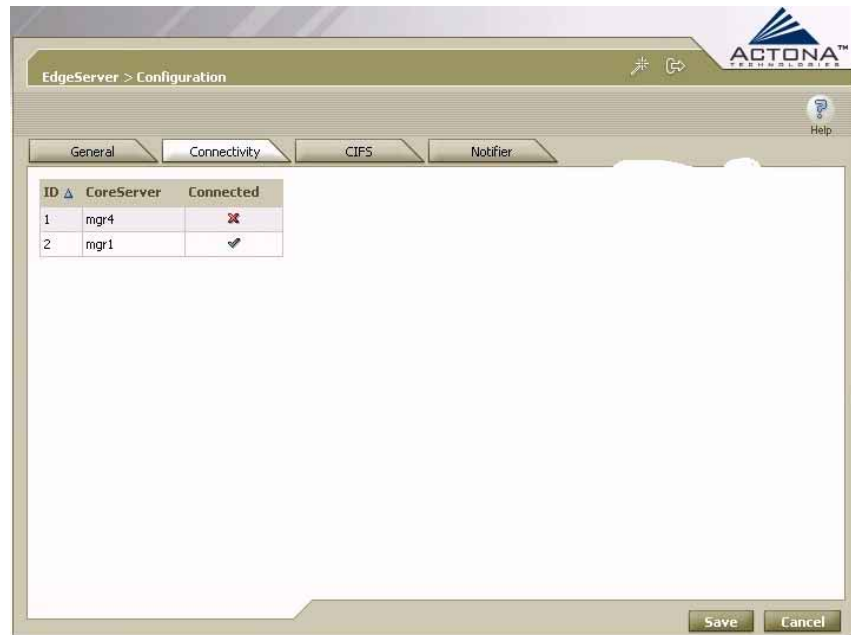 ACTONA™
TECHNOLOGIES
EdgeServer > Configuration
Help
General Connectivity CIFS Notifier
ID CoreServer Connected
1 mgr4
2 mgr1
Save Cancel